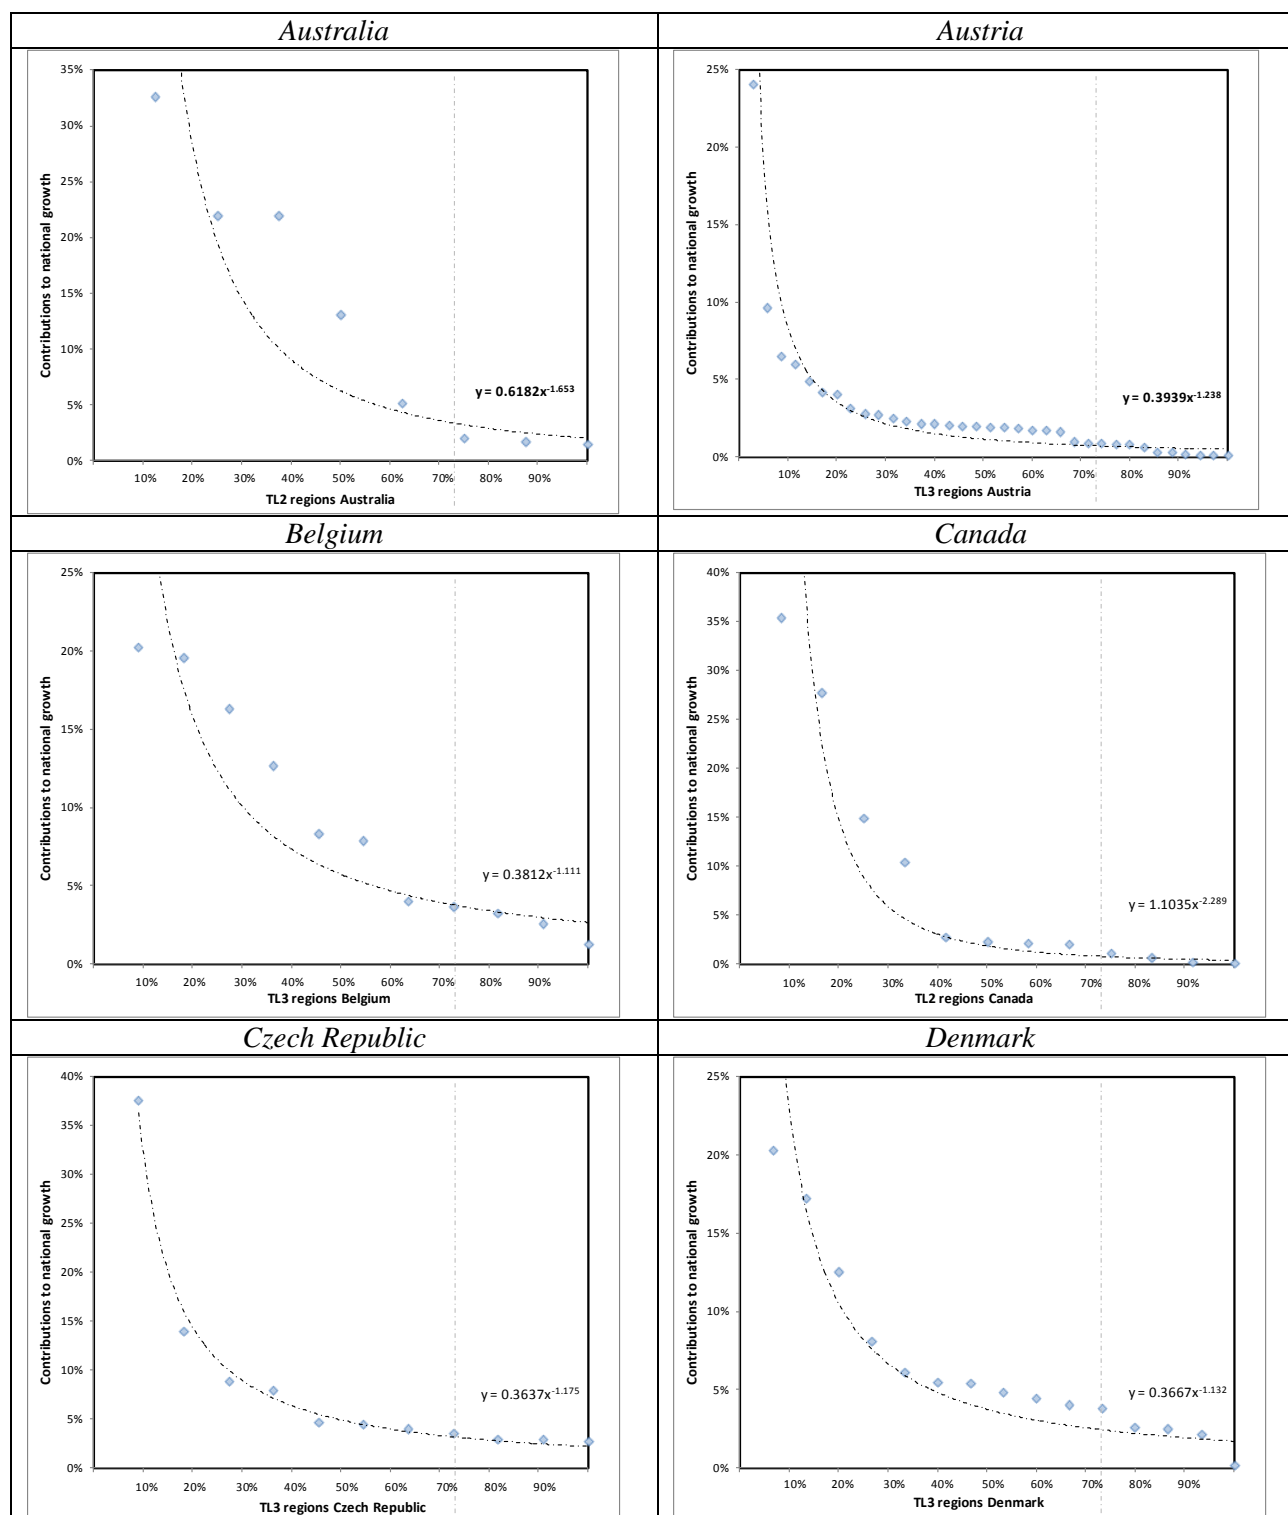 Australia
Austria
35%
30%
25%
20%
15%
10%
5%
0%
Contributions to national growth
y = 0.6182x^-1.653
10% 20% 30% 40% 50% 60% 70% 80% 90%
TL2 regions Australia
25%
20%
15%
10%
5%
0%
Contributions to national growth
y = 0.3939x^-1.238
10% 20% 30% 40% 50% 60% 70% 80% 90%
TL3 regions Austria
Belgium
Canada
25%
20%
15%
10%
5%
0%
Contributions to national growth
y = 0.3812x^-1.111
10% 20% 30% 40% 50% 60% 70% 80% 90%
TL3 regions Belgium
40%
35%
30%
25%
20%
15%
10%
5%
0%
Contributions to national growth
y = 1.1035x^-2.289
10% 20% 30% 40% 50% 60% 70% 80% 90%
TL2 regions Canada
Czech Republic
Denmark
40%
35%
30%
25%
20%
15%
10%
5%
0%
Contributions to national growth
y = 0.3637x^-1.175
10% 20% 30% 40% 50% 60% 70% 80% 90%
TL3 regions Czech Republic
25%
20%
15%
10%
5%
0%
Contributions to national growth
y = 0.3667x^-1.132
10% 20% 30% 40% 50% 60% 70% 80% 90%
TL3 regions Denmark